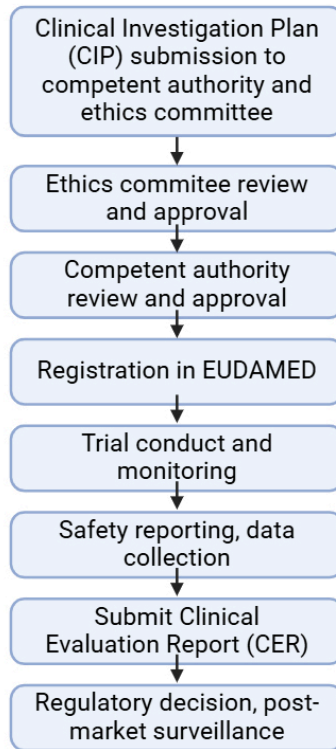 Clinical Investigation Plan
(CIP) submission to
competent authority and
ethics committee
Ethics commitee review
and approval
Competent authority
review and approval
Registration in EUDAMED
Trial conduct and
monitoring
Safety reporting, data
collection
Submit Clinical
Evaluation Report (CER)
Regulatory decision, post-
market surveillance